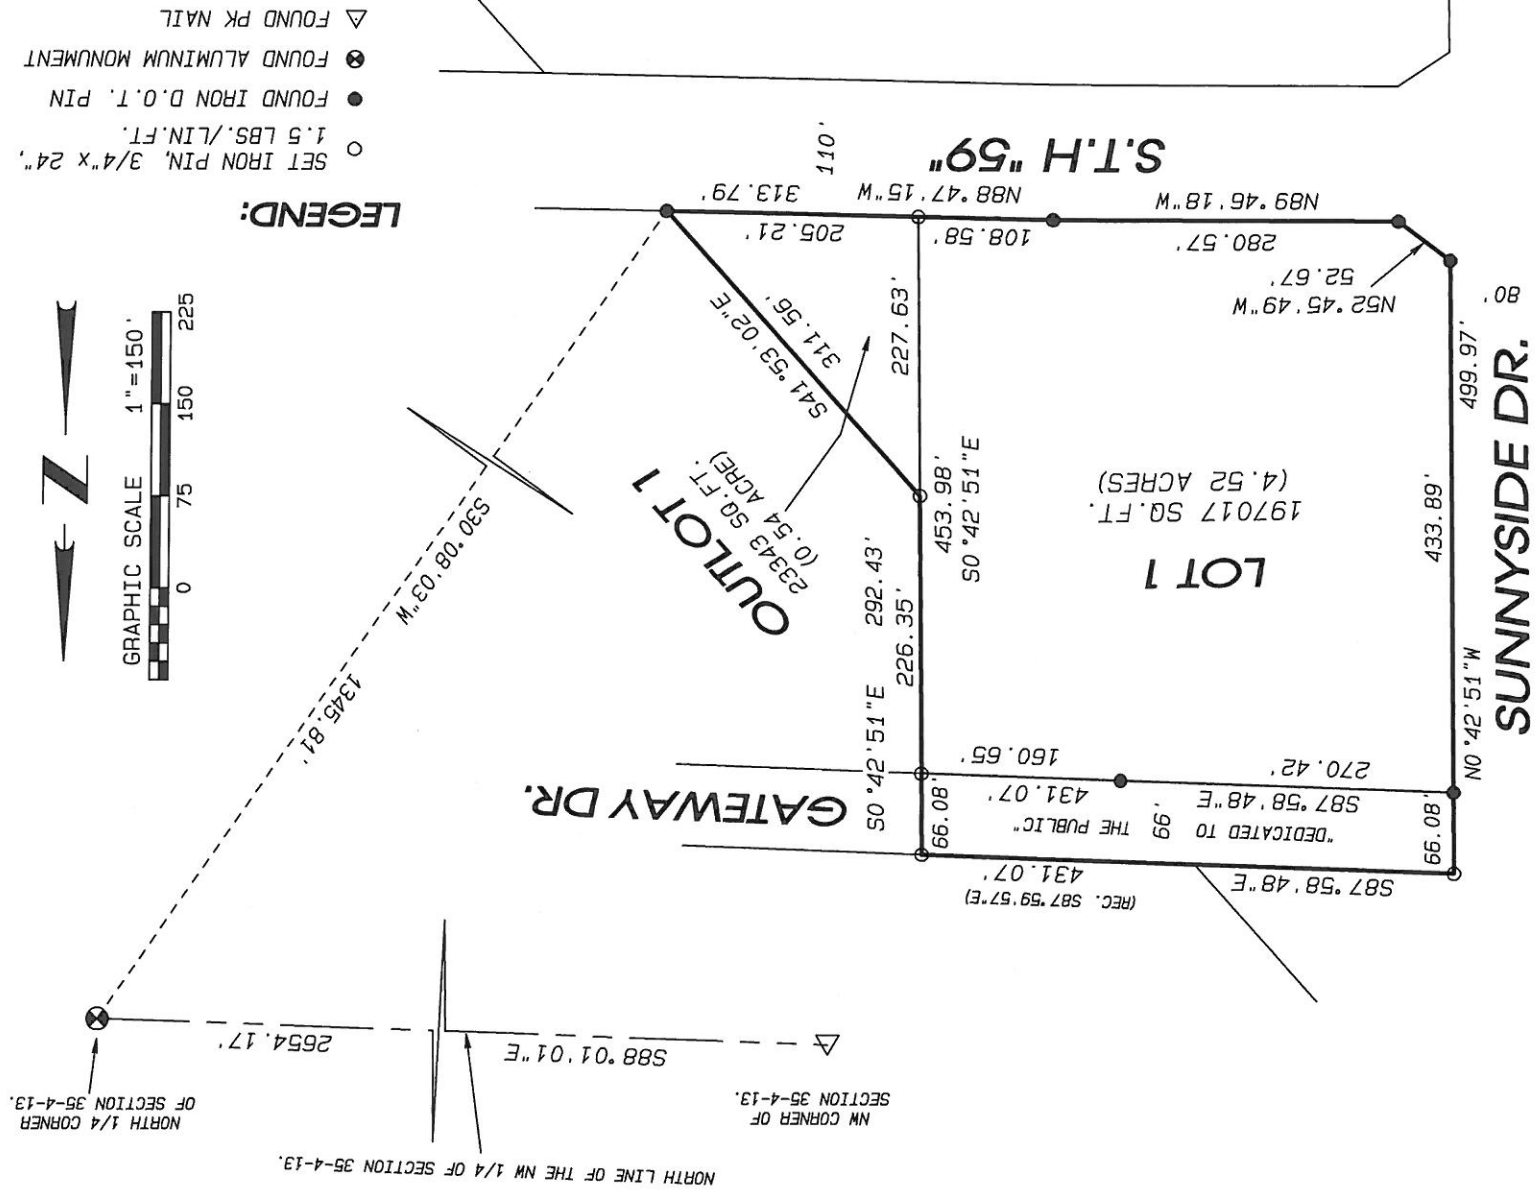 NORTH LINE OF THE NW 1/4 OF SECTION 35-4-13.
NW CORNER OF
SECTION 35-4-13.
NORTH 1/4 CORNER
OF SECTION 35-4-13.
S88°01'01"E
2654.17'
(REC. S87°59'57"E)
S87°58'48"E
431.07'
66.08'
"DEDICATED TO
66'
THE PUBLIC"
66.08'
S87°58'48"E
431.07'
270.42'
160.65'
GATEWAY DR.
S0°42'51"E
292.43'
226.35'
N0°42'51"W
SUNNYSIDE DR.
433.89'
499.97'
80'
LOT 1
197017 SQ.FT.
(4.52 ACRES)
453.98'
S0°42'51"E
227.63'
OUTLOT 1
23343 SQ.FT.
(0.54 ACRE)
S41°53'02"E
311.56'
S30°08'03"W
1345.81'
N52°45'49"W
52.67'
280.57'
N89°46'18"W
108.58'
N88°47'15"W
205.21'
313.79'
110'
S.T.H "59"
GRAPHIC SCALE 1"=150'
0 75 150 225
N
LEGEND:
SET IRON PIN, 3/4"x 24",
1.5 LBS./LIN.FT.
FOUND IRON D.O.T. PIN
FOUND ALUMINUM MONUMENT
FOUND PK NAIL